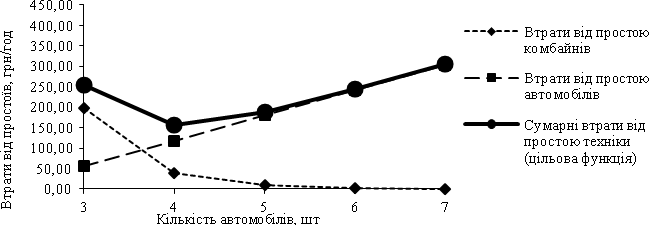 Втрати від простоїв, грн/год
450,00
400,00
350,00
300,00
250,00
200,00
150,00
100,00
50,00
0,00
3 4 5 6 7
Кількість автомобілів, шт
Втрати від простою
комбайнів
Втрати від простою
автомобілів
Сумарні втрати від
простою техніки
(цільова функція)